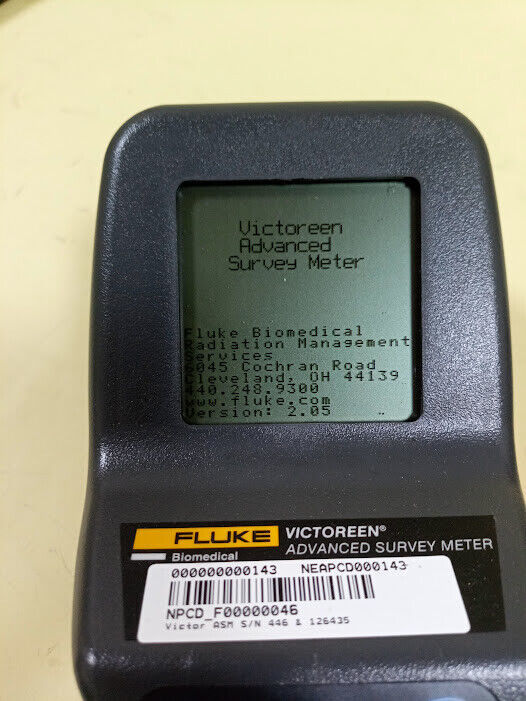 Victoreen
Advanced
Survey Meter
Fluke Biomedical
Radiation Management
Services
6045 Cochran Road
Cleveland, OH 44139
440.248.9300
www.fluke.com
Version: 2.05
FLUKE
Biomedical
VICTOREEN®
ADVANCED SURVEY METER
000000000143 NEAPCD000143
NPCD_F00000046
Victor ASM S/N 446 & 126435